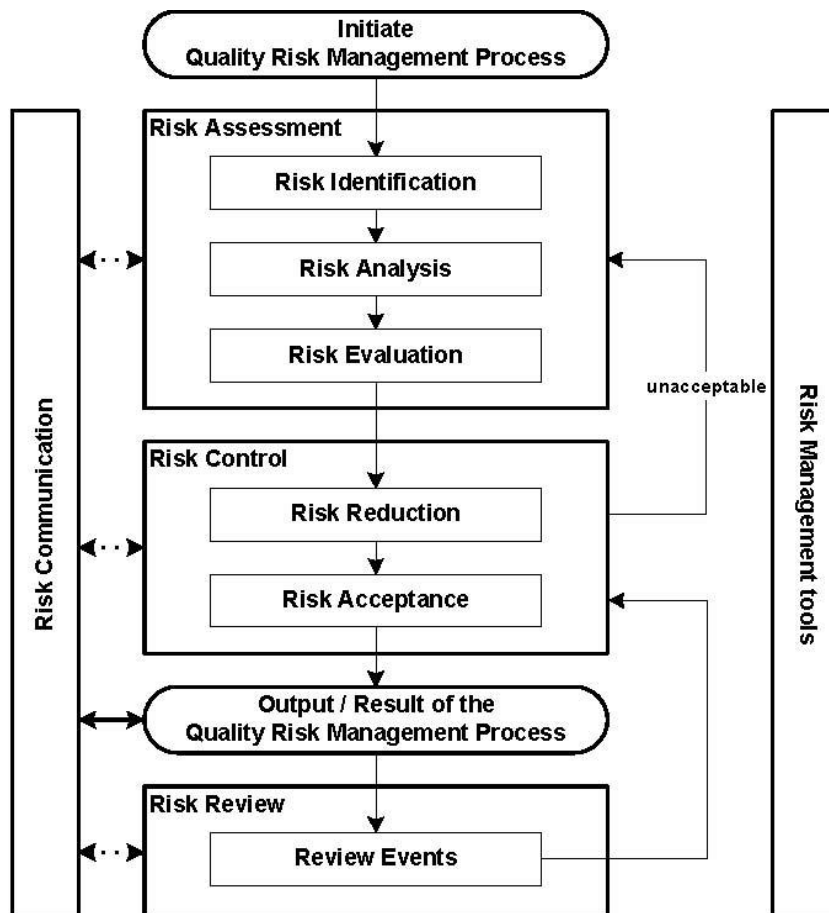 Initiate
Quality Risk Management Process
Risk Assessment
Risk Identification
Risk Analysis
Risk Evaluation
unacceptable
Risk Control
Risk Reduction
Risk Acceptance
Output / Result of the
Quality Risk Management Process
Risk Review
Review Events
Risk Communication
Risk Management tools